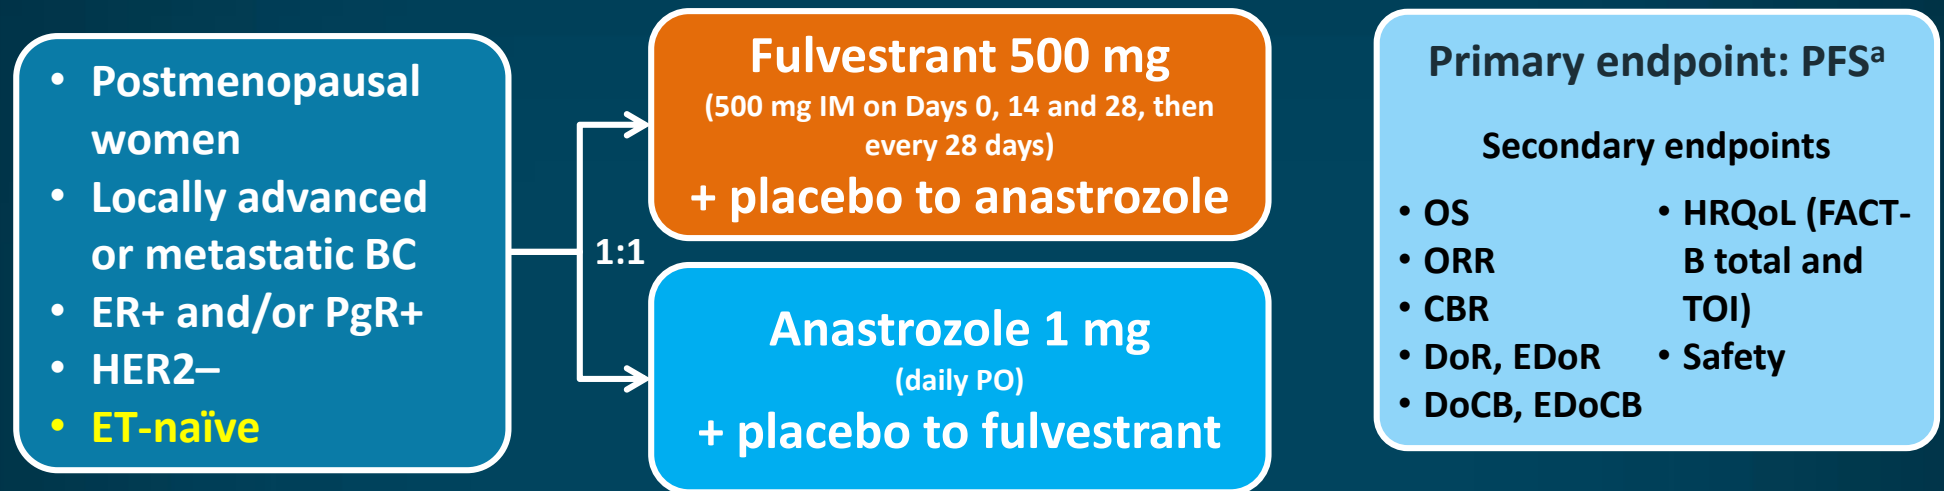 • Postmenopausal
women
• Locally advanced
or metastatic BC
• ER+ and/or PgR+
• HER2–
• ET-naïve
1:1
Fulvestrant 500 mg
(500 mg IM on Days 0, 14 and 28, then
every 28 days)
+ placebo to anastrozole
Anastrozole 1 mg
(daily PO)
+ placebo to fulvestrant
Primary endpoint: PFSᵃ
Secondary endpoints
• OS
• ORR
• CBR
• DoR, EDoR
• DoCB, EDoCB
• HRQoL (FACT-
B total and
TOI)
• Safety